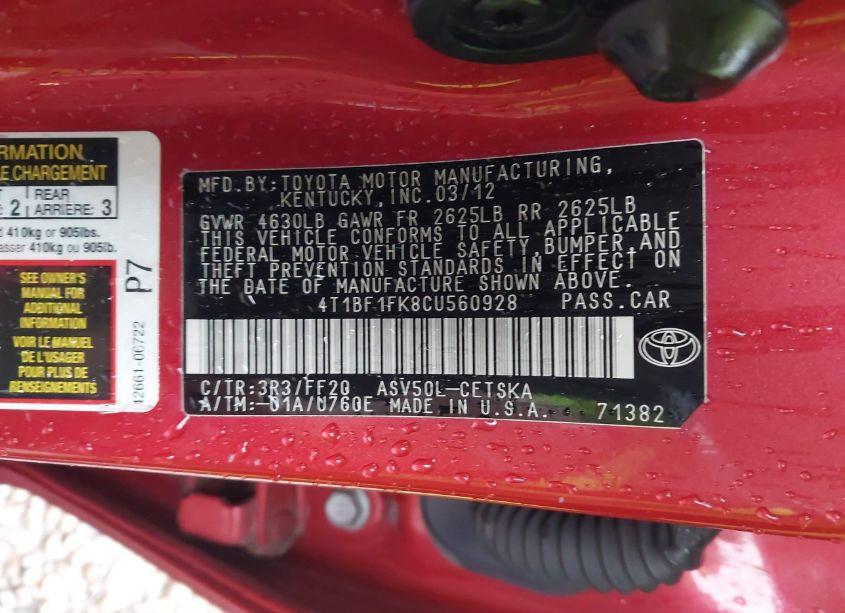 RMATION
E CHARGEMENT
2
REAR
ARRIERE: 3
d 410kg or 905lbs.
asser 410kg ou 905lb.
SEE OWNER'S
MANUAL FOR
ADDITIONAL
INFORMATION
VOIR LE MANUEL
DE L'USAGER
POUR PLUS DE
RENSEIGNEMENTS
P7
42661-06722
MFD.BY:TOYOTA MOTOR MANUFACTURING,
KENTUCKY, INC.03/12
GVWR 4630LB GAWR FR 2625LB RR 2625LB
THIS VEHICLE CONFORMS TO ALL APPLICABLE
FEDERAL MOTOR VEHICLE SAFETY, BUMPER,AND
THEFT PREVENTION STANDARDS IN EFFECT ON
THE DATE OF MANUFACTURE SHOWN ABOVE.
4T1BF1FK8CU560928 PASS.CAR
C/TR:3R3/FF20 ASV50L-CETSKA
A/TM:-01A/U760E MADE IN U.S.A. 71382